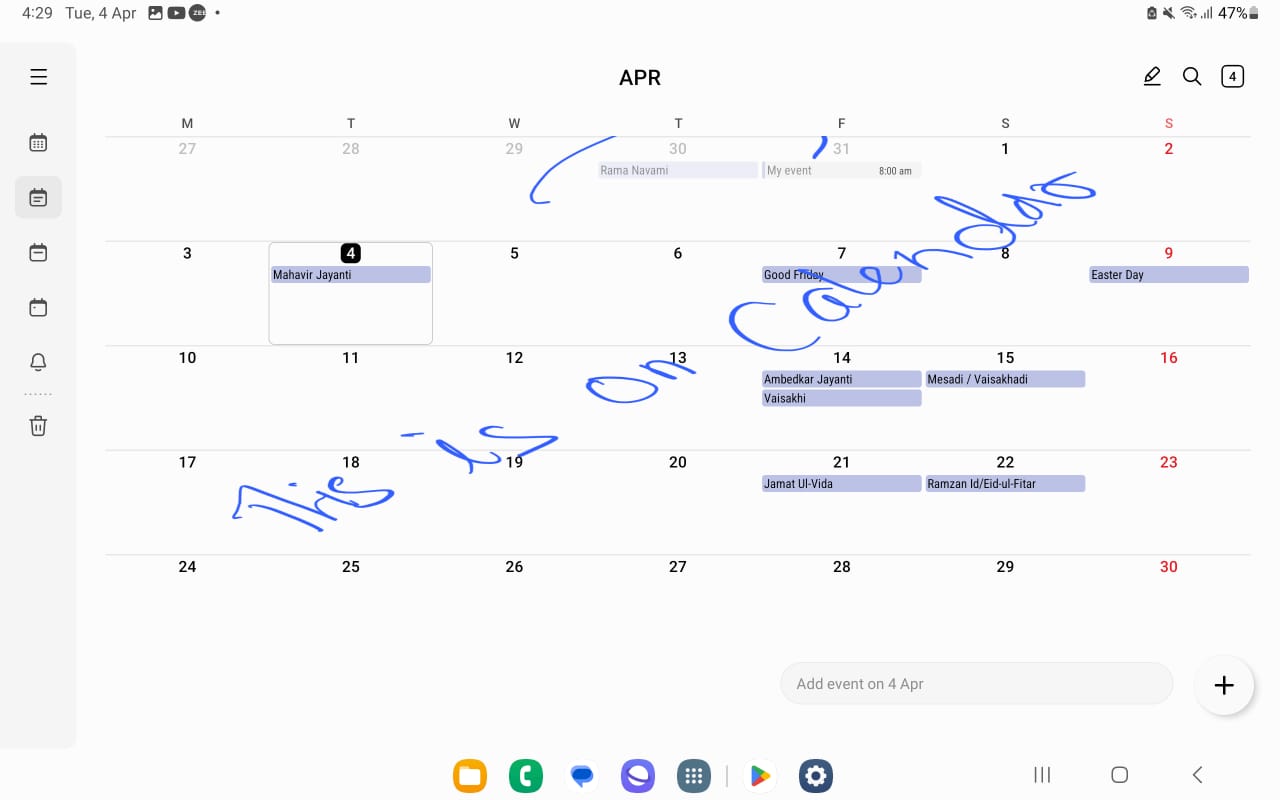 4:29 Tue, 4 Apr ZEE 47%
APR 4
M T W T F S S
27 28 29 30 31 1 2
Rama Navami My event 8:00 am
3 4 5 6 7 8 9
Mahavir Jayanti Good Friday Easter Day
10 11 12 13 14 15 16
Ambedkar Jayanti Mesadi / Vaisakhadi
Vaisakhi
17 18 19 20 21 22 23
Jamat Ul-Vida Ramzan Id/Eid-ul-Fitar
24 25 26 27 28 29 30
This is on Calendar
Add event on 4 Apr